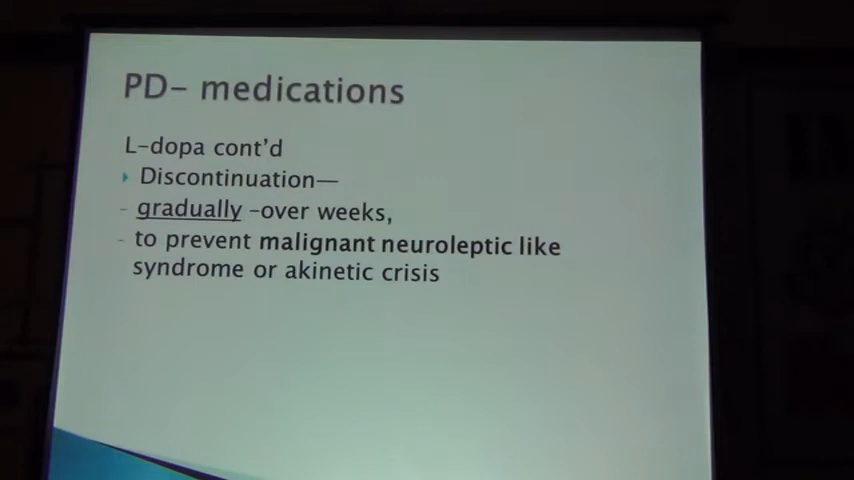 PD- medications
L-dopa cont'd
Discontinuation—
- gradually -over weeks,
- to prevent malignant neuroleptic like
syndrome or akinetic crisis